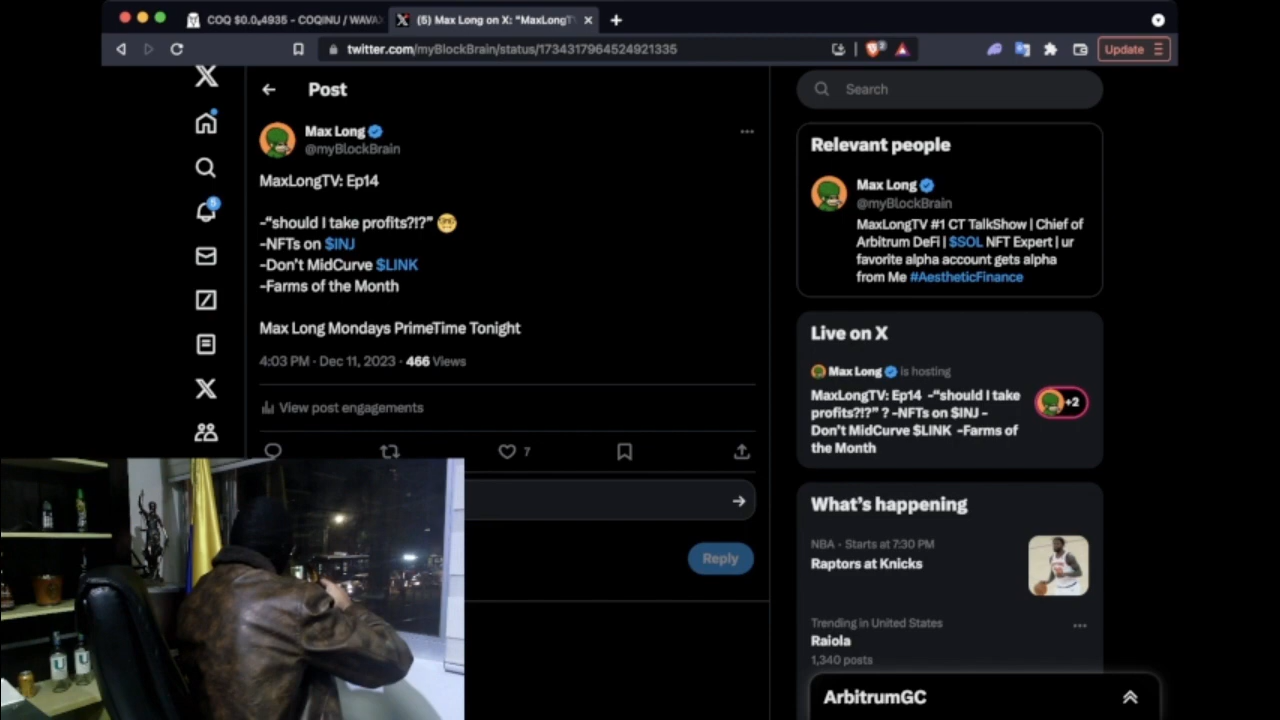 COQ $0.0₄4935 - COQINU / WAVAX
(5) Max Long on X: "MaxLongT
twitter.com/myBlockBrain/status/1734317964524921335
Update
Post
Max Long
@myBlockBrain
MaxLongTV: Ep14
-“should I take profits?!?” 🤓
-NFTs on $INJ
-Don’t MidCurve $LINK
-Farms of the Month
Max Long Mondays PrimeTime Tonight
4:03 PM · Dec 11, 2023 · 466 Views
View post engagements
7
Reply
Search
Relevant people
Max Long
@myBlockBrain
MaxLongTV #1 CT TalkShow | Chief of
Arbitrum DeFi | $SOL NFT Expert | ur
favorite alpha account gets alpha
from Me #AestheticFinance
Live on X
Max Long is hosting
MaxLongTV: Ep14 -“should I take
profits?!?” ? -NFTs on $INJ -
Don’t MidCurve $LINK -Farms of
the Month
+2
What’s happening
NBA · Starts at 7:30 PM
Raptors at Knicks
Trending in United States
Raiola
1,340 posts
ArbitrumGC